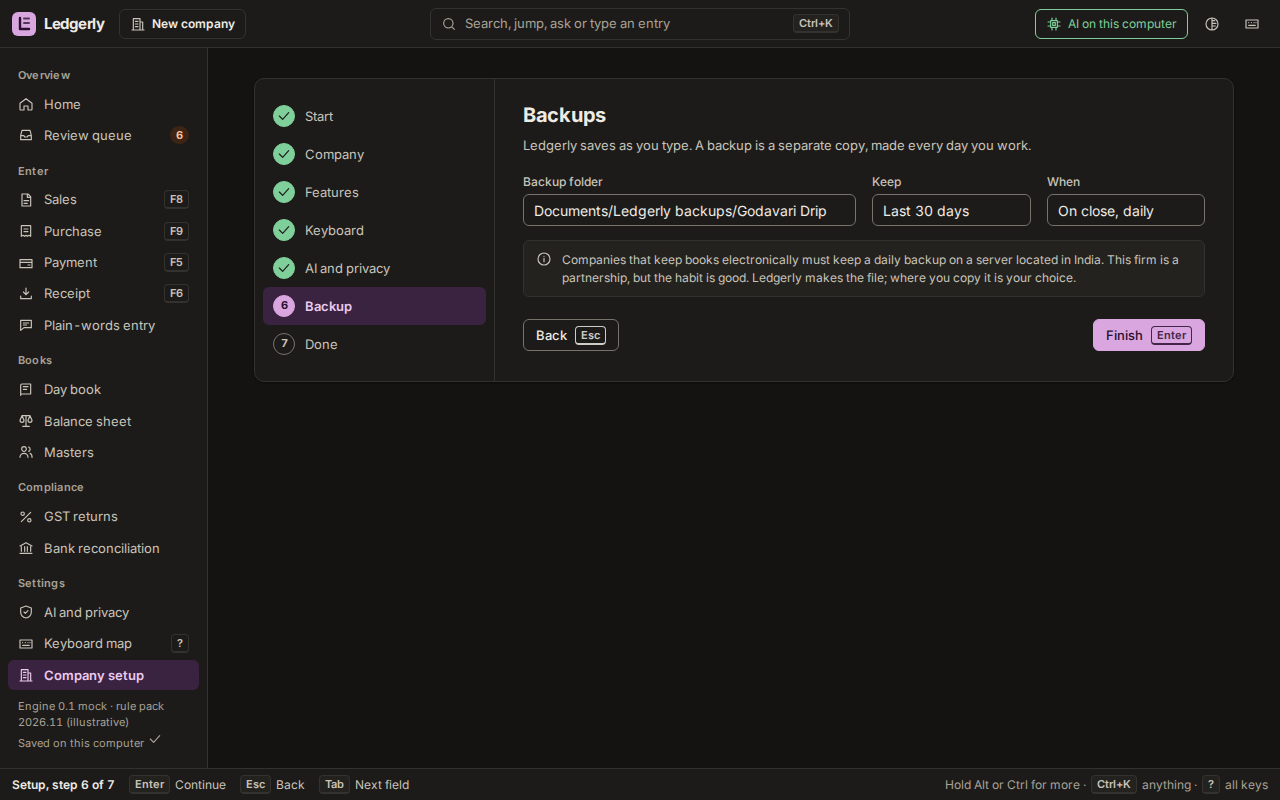 Ledgerly
New company
Search, jump, ask or type an entry
Ctrl+K
AI on this computer
Overview
Home
Review queue
6
Enter
Sales
F8
Purchase
F9
Payment
F5
Receipt
F6
Plain-words entry
Books
Day book
Balance sheet
Masters
Compliance
GST returns
Bank reconciliation
Settings
AI and privacy
Keyboard map
?
Company setup
Engine 0.1 mock · rule pack
2026.11 (illustrative)
Saved on this computer
Start
Company
Features
Keyboard
AI and privacy
6 Backup
7 Done
Backups
Ledgerly saves as you type. A backup is a separate copy, made every day you work.
Backup folder
Documents/Ledgerly backups/Godavari Drip
Keep
Last 30 days
When
On close, daily
Companies that keep books electronically must keep a daily backup on a server located in India. This firm is a
partnership, but the habit is good. Ledgerly makes the file; where you copy it is your choice.
Back Esc
Finish Enter
Setup, step 6 of 7 Enter Continue Esc Back Tab Next field
Hold Alt or Ctrl for more · Ctrl+K anything · ? all keys